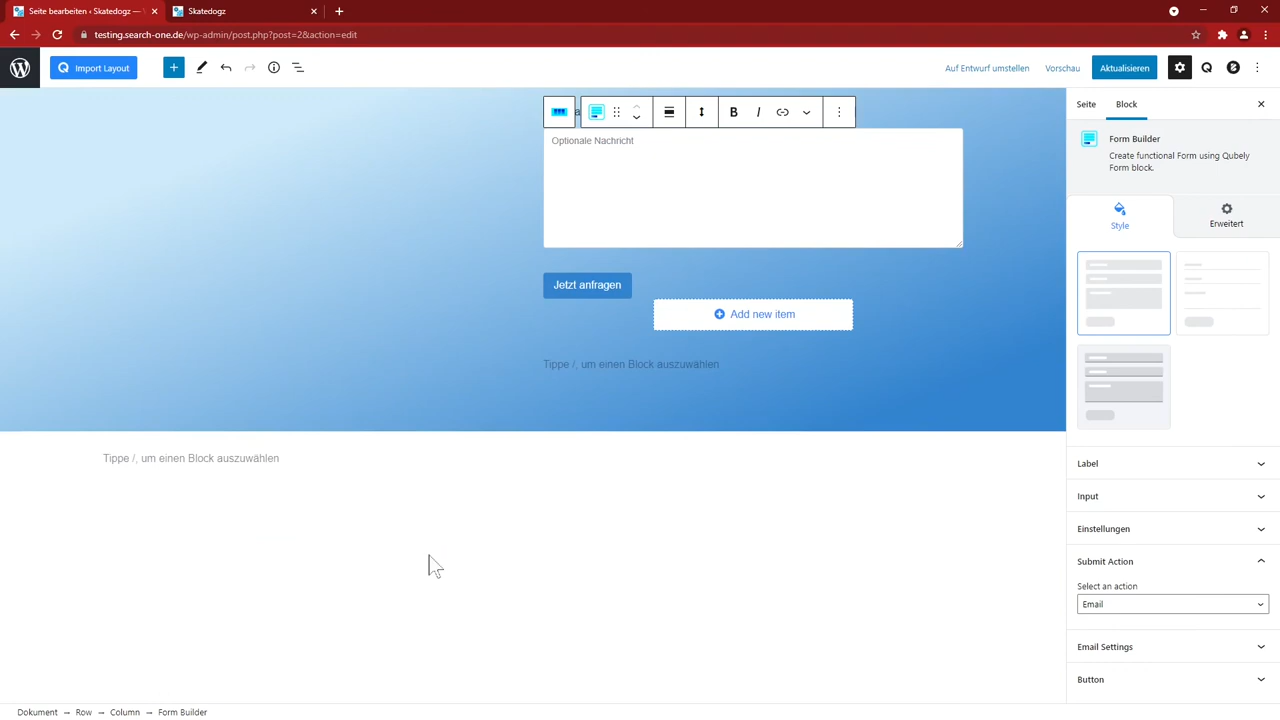 Seite bearbeiten ‹ Skatedogz —
Skatedogz
testing.search-one.de/wp-admin/post.php?post=2&action=edit
Import Layout
Auf Entwurf umstellen
Vorschau
Aktualisieren
B I
Optionale Nachricht
Jetzt anfragen
Add new item
Tippe /, um einen Block auszuwählen
Tippe /, um einen Block auszuwählen
Seite
Block
Form Builder
Create functional Form using Qubely
Form block.
Style
Erweitert
Label
Input
Einstellungen
Submit Action
Select an action
Email
Email Settings
Button
Dokument → Row → Column → Form Builder